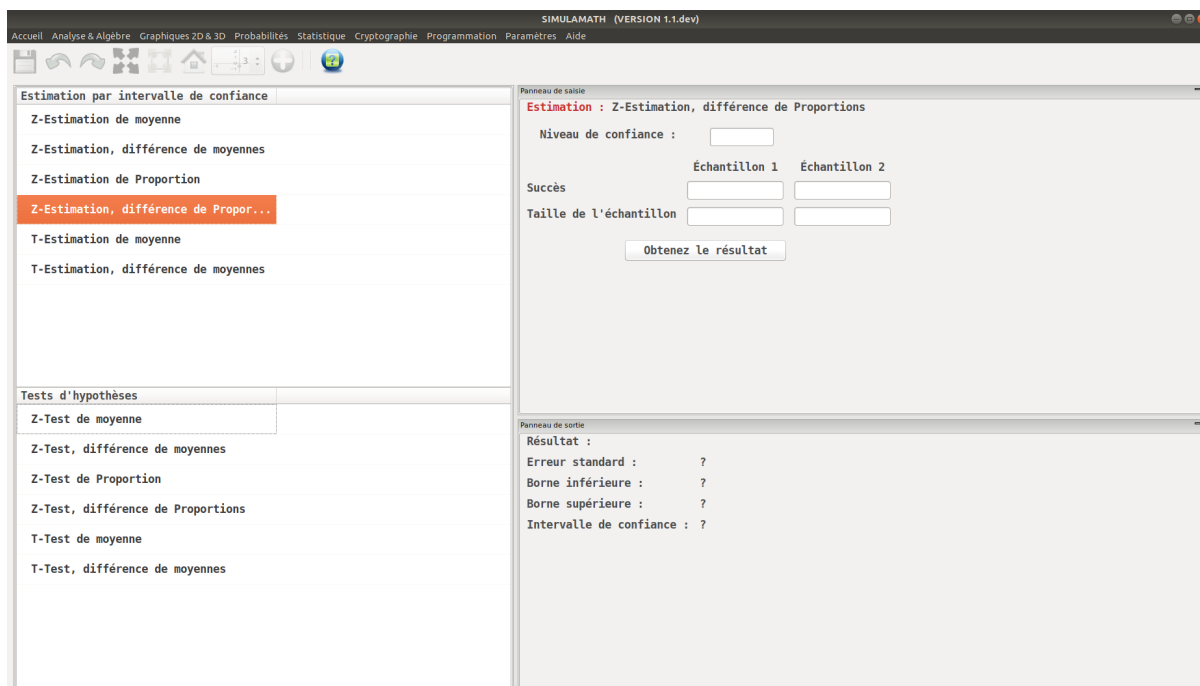 SIMULAMATH (VERSION 1.1.dev)
Accueil Analyse & Algèbre Graphiques 2D & 3D Probabilités Statistique Cryptographie Programmation Paramètres Aide
3
Estimation par intervalle de confiance
Z-Estimation de moyenne
Z-Estimation, différence de moyennes
Z-Estimation de Proportion
Z-Estimation, différence de Propor...
T-Estimation de moyenne
T-Estimation, différence de moyennes
Tests d'hypothèses
Z-Test de moyenne
Z-Test, différence de moyennes
Z-Test de Proportion
Z-Test, différence de Proportions
T-Test de moyenne
T-Test, différence de moyennes
Panneau de saisie
Estimation : Z-Estimation, différence de Proportions
Niveau de confiance :
Échantillon 1 Échantillon 2
Succès
Taille de l'échantillon
Obtenez le résultat
Panneau de sortie
Résultat :
Erreur standard : ?
Borne inférieure : ?
Borne supérieure : ?
Intervalle de confiance : ?